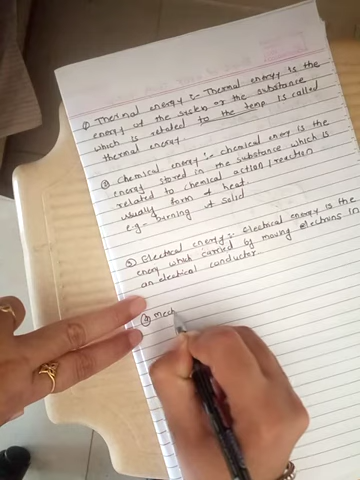 ① Thermal energy :- Thermal energy is the
energy of the system or the substance
which is related to the temp is called
thermal energy.
② Chemical energy :- chemical energy is the
energy stored in the substance which is
related to chemical action / reaction
usually form of heat.
e.g- burning of solid
③ Electrical energy :- Electrical energy is the
energy which carried by moving electrons in
an electrical conductor.
④ Mech